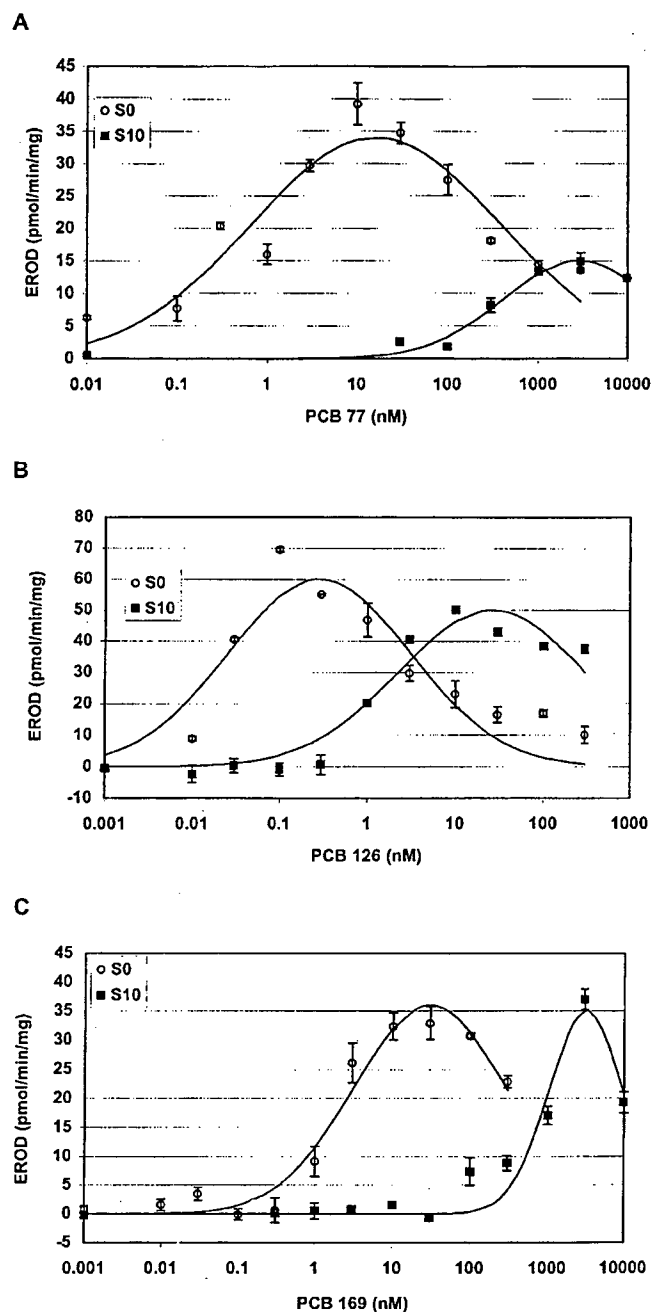 A
45
40
35
30
25
20
15
10
5
0
EROD (pmol/min/mg)
S0
S10
0.01 0.1 1 10 100 1000 10000
PCB 77 (nM)
B
80
70
60
50
40
30
20
10
0
-10
EROD (pmol/min/mg)
S0
S10
0.001 0.01 0.1 1 10 100 1000
PCB 126 (nM)
C
45
40
35
30
25
20
15
10
5
0
-5
EROD (pmol/min/mg)
S0
S10
0.001 0.01 0.1 1 10 100 1000 10000
PCB 169 (nM)